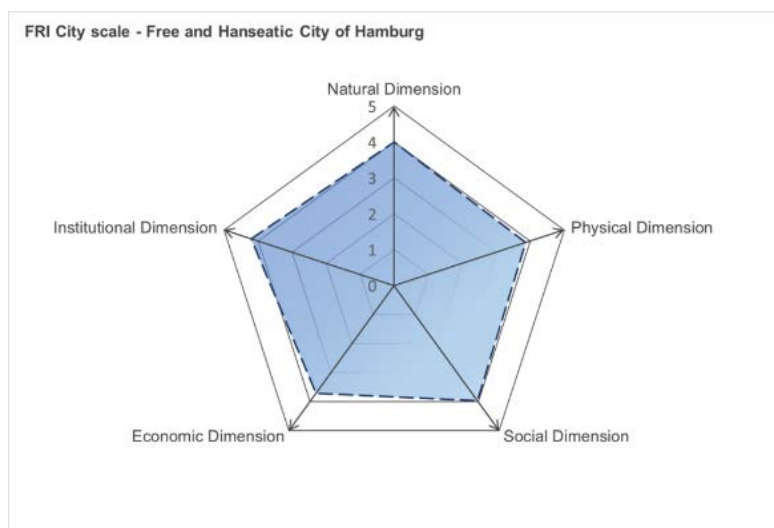 FRI City scale - Free and Hanseatic City of Hamburg
Natural Dimension
5
4
3
2
1
0
Institutional Dimension
Physical Dimension
Economic Dimension
Social Dimension